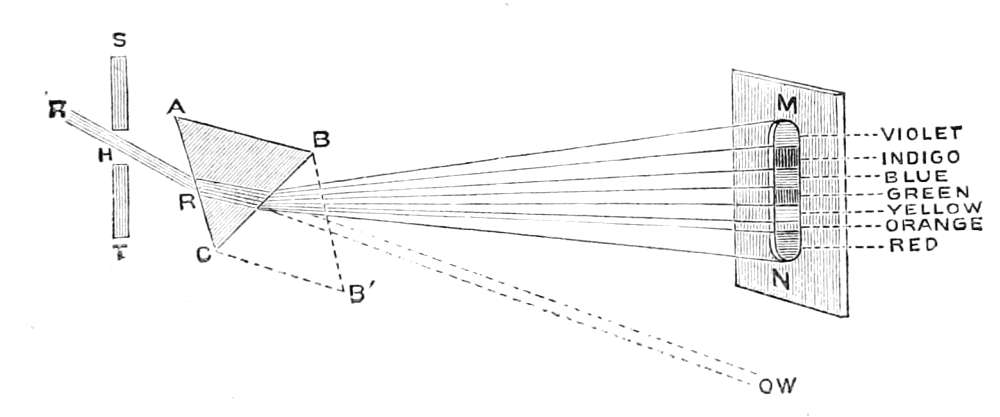 S
R
A
H
B
R
C
T
B′
M
VIOLET
INDIGO
BLUE
GREEN
YELLOW
ORANGE
RED
N
OW